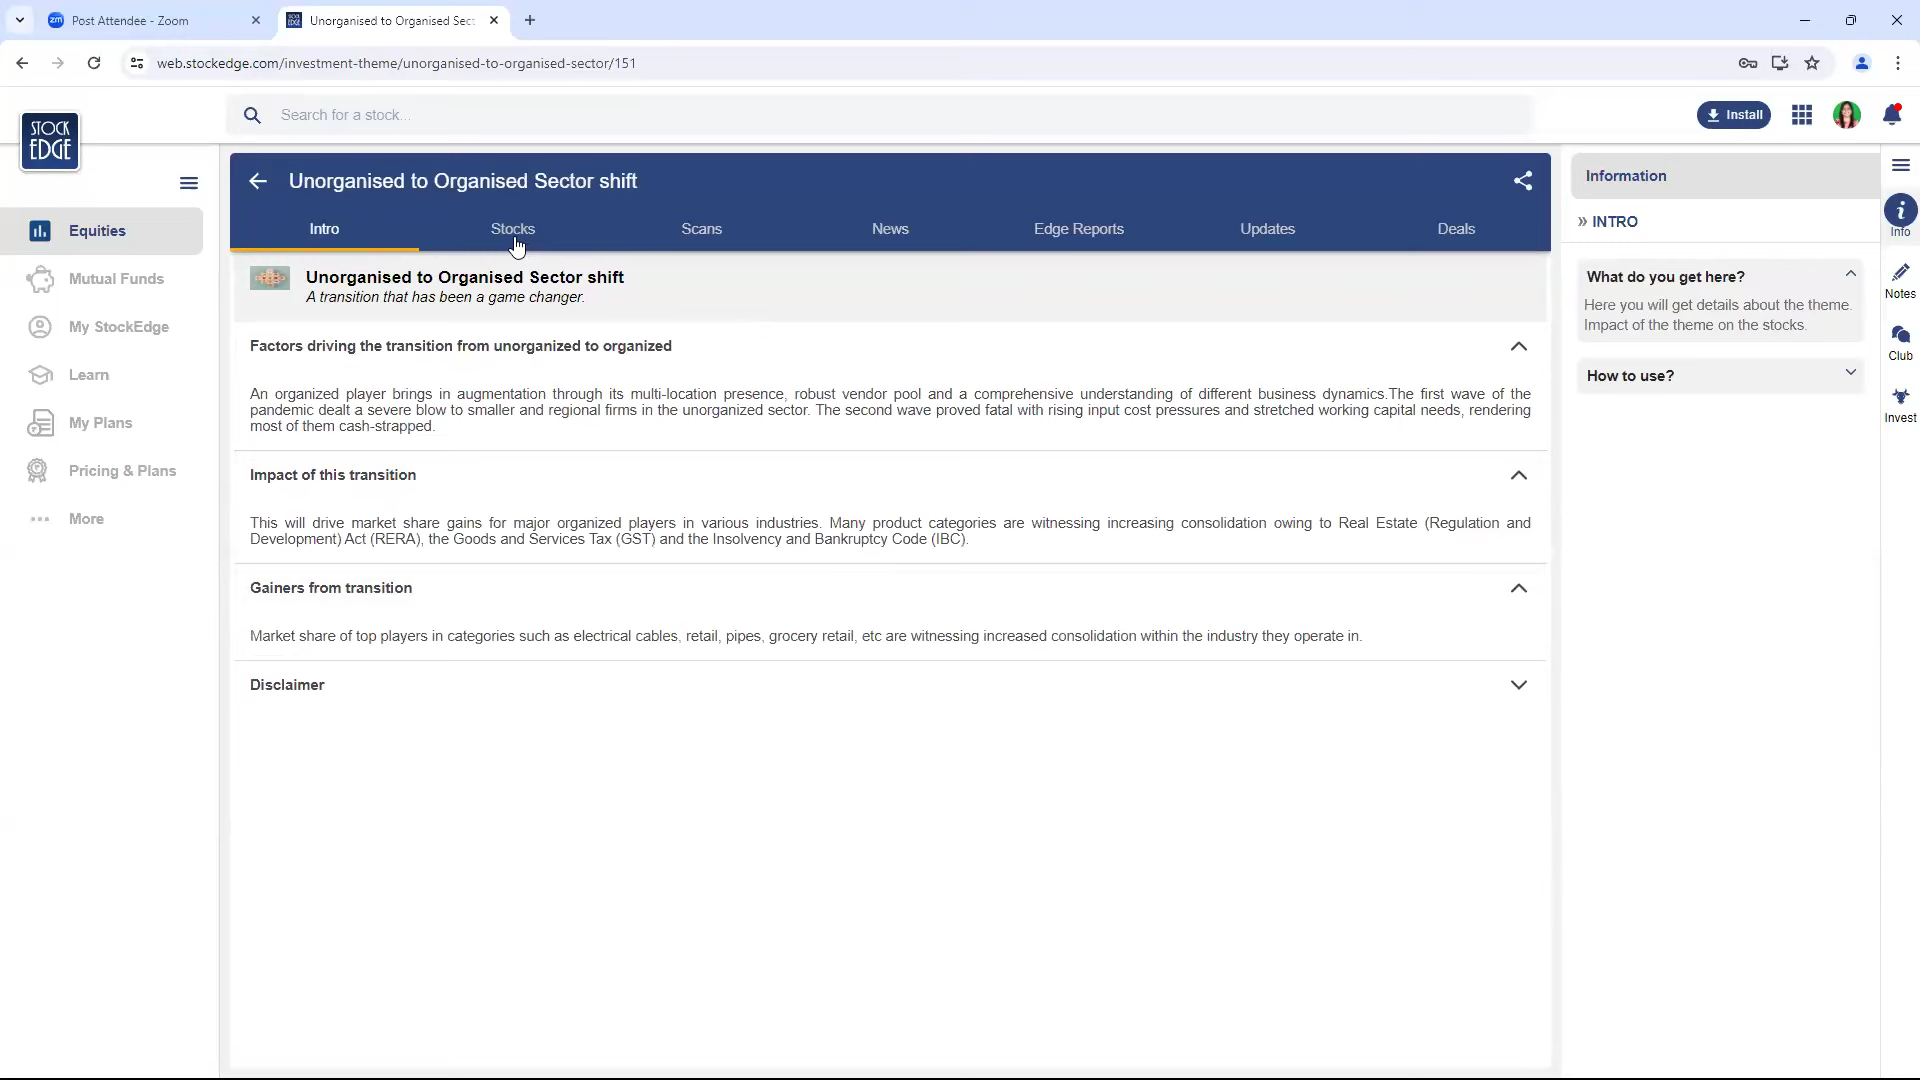 zm Post Attendee - Zoom
Unorganised to Organised Sect
web.stockedge.com/investment-theme/unorganised-to-organised-sector/151
STOCK
EDGE
Search for a stock...
Install
Equities
Mutual Funds
My StockEdge
Learn
My Plans
Pricing & Plans
More
Unorganised to Organised Sector shift
Intro Stocks Scans News Edge Reports Updates Deals
Unorganised to Organised Sector shift
A transition that has been a game changer.
Factors driving the transition from unorganized to organized
An organized player brings in augmentation through its multi-location presence, robust vendor pool and a comprehensive understanding of different business dynamics.The first wave of the
pandemic dealt a severe blow to smaller and regional firms in the unorganized sector. The second wave proved fatal with rising input cost pressures and stretched working capital needs, rendering
most of them cash-strapped.
Impact of this transition
This will drive market share gains for major organized players in various industries. Many product categories are witnessing increasing consolidation owing to Real Estate (Regulation and
Development) Act (RERA), the Goods and Services Tax (GST) and the Insolvency and Bankruptcy Code (IBC).
Gainers from transition
Market share of top players in categories such as electrical cables, retail, pipes, grocery retail, etc are witnessing increased consolidation within the industry they operate in.
Disclaimer
Information
» INTRO
What do you get here?
Here you will get details about the theme.
Impact of the theme on the stocks.
How to use?
Info
Notes
Club
Invest